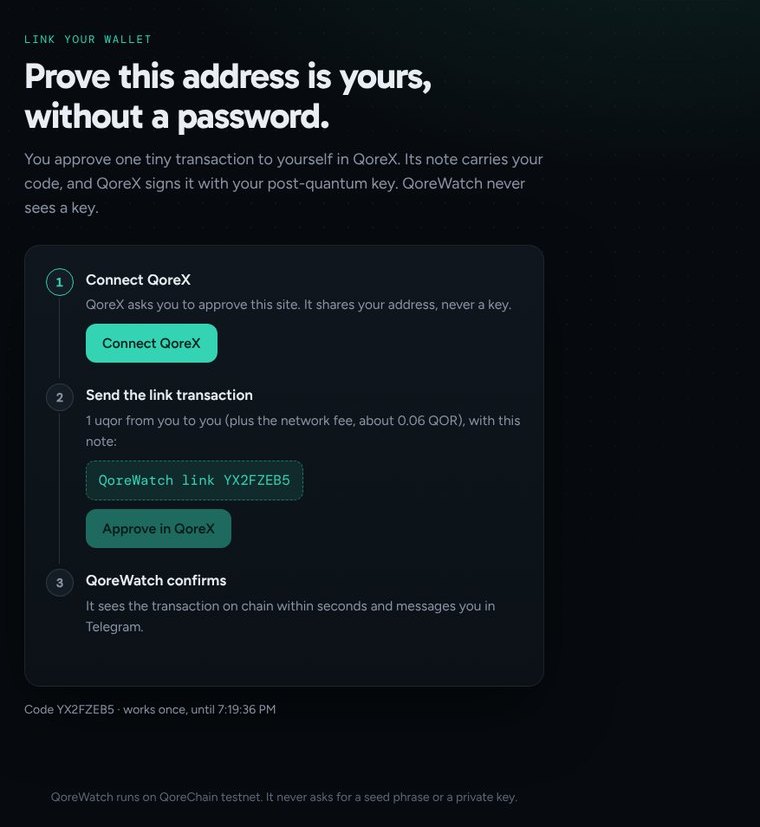 LINK YOUR WALLET
Prove this address is yours,
without a password.
You approve one tiny transaction to yourself in QoreX. Its note carries your
code, and QoreX signs it with your post-quantum key. QoreWatch never
sees a key.
1
Connect QoreX
QoreX asks you to approve this site. It shares your address, never a key.
Connect QoreX
2
Send the link transaction
1 uqor from you to you (plus the network fee, about 0.06 QOR), with this
note:
QoreWatch link YX2FZEB5
Approve in QoreX
3
QoreWatch confirms
It sees the transaction on chain within seconds and messages you in
Telegram.
Code YX2FZEB5 · works once, until 7:19:36 PM
QoreWatch runs on QoreChain testnet. It never asks for a seed phrase or a private key.